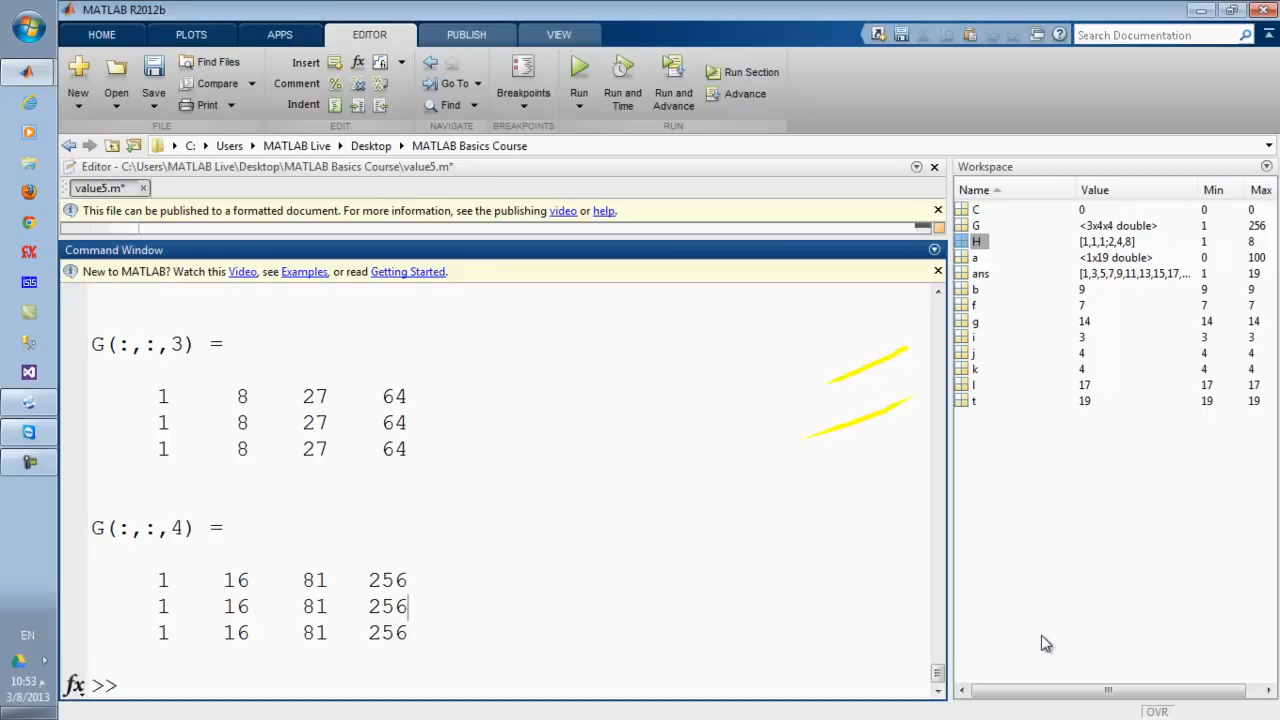 MATLAB R2012b
HOME PLOTS APPS EDITOR PUBLISH VIEW Search Documentation
Find Files Insert fx Run Section
Compare Comment Go To Advance
New Open Save Print Indent Find Breakpoints Run Run and Time Run and Advance
FILE EDIT NAVIGATE BREAKPOINTS RUN
C: Users MATLAB Live Desktop MATLAB Basics Course
Editor - C:\Users\MATLAB Live\Desktop\MATLAB Basics Course\value5.m*
value5.m* ×
This file can be published to a formatted document. For more information, see the publishing video or help.
Command Window
New to MATLAB? Watch this Video, see Examples, or read Getting Started.
G(:,:,3) =
1 8 27 64
1 8 27 64
1 8 27 64
G(:,:,4) =
1 16 81 256
1 16 81 256
1 16 81 256
fx >>
Workspace
Name Value Min Max
C 0 0 0
G <3x4x4 double> 1 256
H [1,1,1;2,4,8] 1 8
a <1x19 double> 0 100
ans [1,3,5,7,9,11,13,15,17,... 1 19
b 9 9 9
f 7 7 7
g 14 14 14
i 3 3 3
j 4 4 4
k 4 4 4
l 17 17 17
t 19 19 19
OVR
EN
10:53 م
3/8/2013